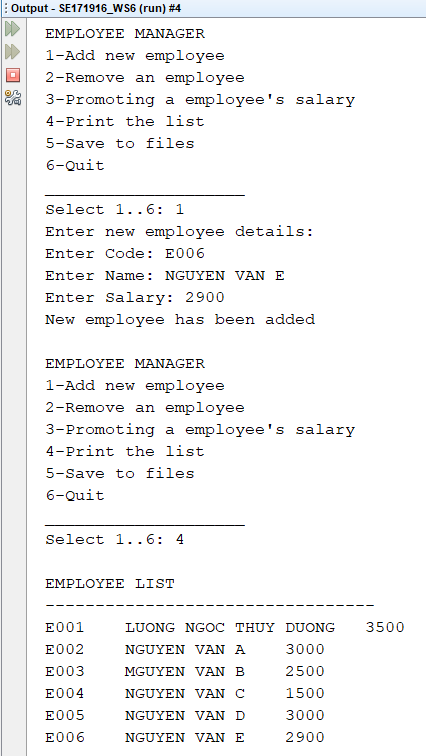 Output - SE171916_WS6 (run) #4
EMPLOYEE MANAGER
1-Add new employee
2-Remove an employee
3-Promoting a employee's salary
4-Print the list
5-Save to files
6-Quit
____________________
Select 1..6: 1
Enter new employee details:
Enter Code: E006
Enter Name: NGUYEN VAN E
Enter Salary: 2900
New employee has been added
EMPLOYEE MANAGER
1-Add new employee
2-Remove an employee
3-Promoting a employee's salary
4-Print the list
5-Save to files
6-Quit
____________________
Select 1..6: 4
EMPLOYEE LIST
---------------------------------
E001    LUONG NGOC THUY DUONG   3500
E002    NGUYEN VAN A    3000
E003    MGUYEN VAN B    2500
E004    NGUYEN VAN C    1500
E005    NGUYEN VAN D    3000
E006    NGUYEN VAN E    2900